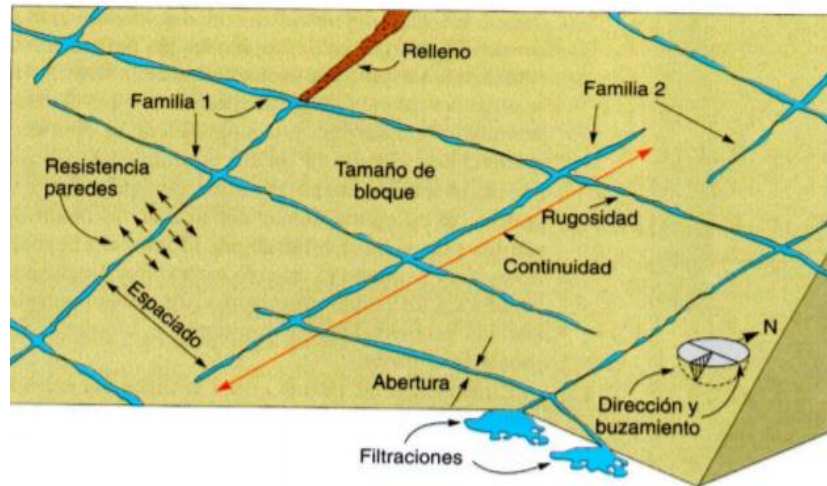 Relleno
Familia 1
Familia 2
Resistencia
paredes
Tamaño de
bloque
Rugosidad
Continuidad
Espaciado
N
Abertura
Dirección y
buzamiento
Filtraciones